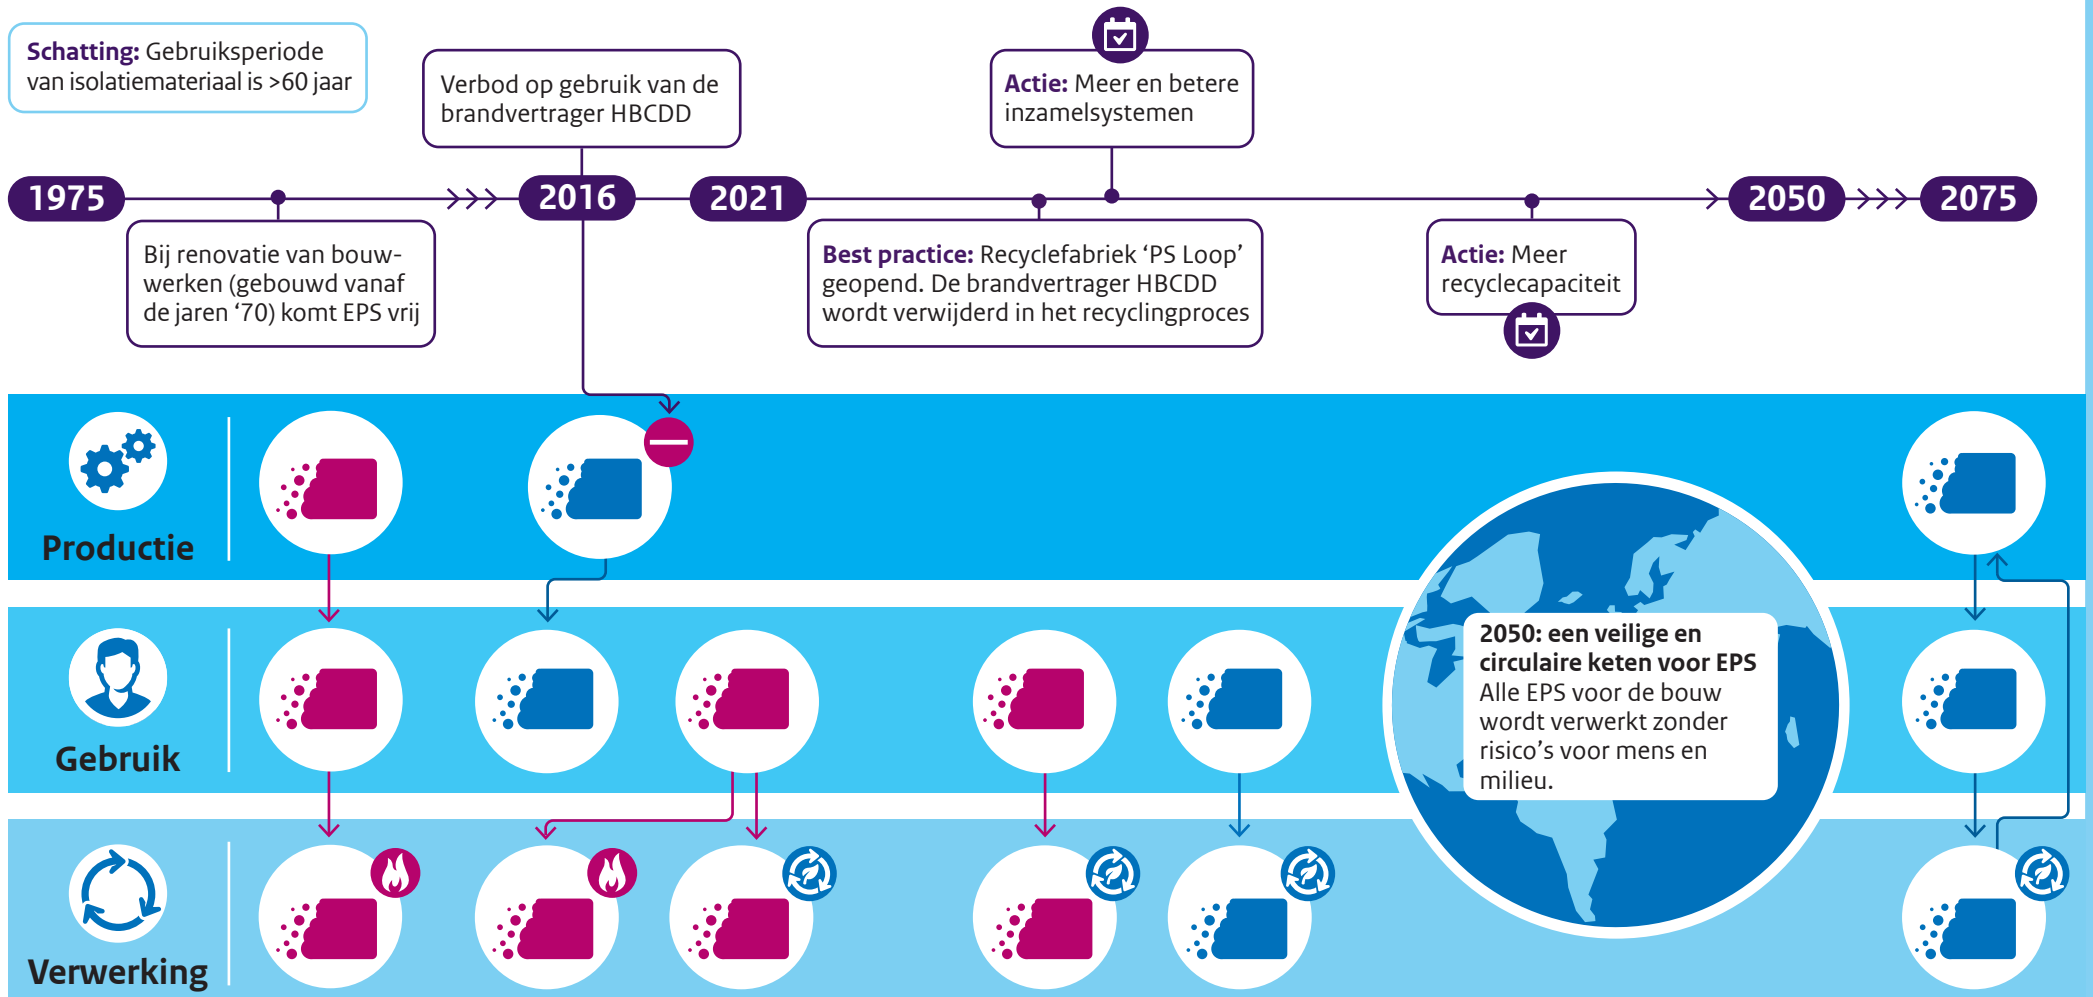 Schatting: Gebruiksperiode
van isolatiemateriaal is >60 jaar
Verbod op gebruik van de
brandvertrager HBCDD
Actie: Meer en betere
inzamelsystemen
1975
2016
2021
2050
2075
Bij renovatie van bouw-
werken (gebouwd vanaf
de jaren ‘70) komt EPS vrij
Best practice: Recyclefabriek ‘PS Loop’
geopend. De brandvertrager HBCDD
wordt verwijderd in het recyclingproces
Actie: Meer
recyclecapaciteit
Productie
Gebruik
2050: een veilige en
circulaire keten voor EPS
Alle EPS voor de bouw
wordt verwerkt zonder
risico’s voor mens en
milieu.
Verwerking